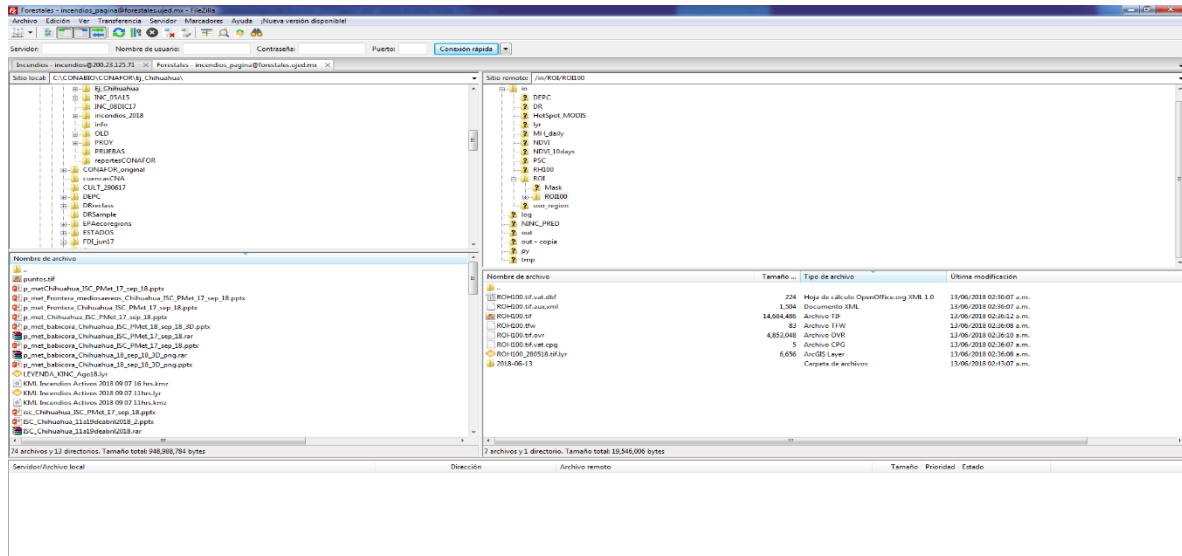 Forestales - incendios_pagina@forestales.ujed.mx - FileZilla
Archivo Edición Ver Transferencia Servidor Marcadores Ayuda ¡Nueva versión disponible!
Servidor: Nombre de usuario: Contraseña: Puerto: Conexión rápida
Incendios - incendios@200.23.125.71 Forestales - incendios_pagina@forestales.ujed.mx
Sitio local: C:\CONABIO\CONAFOR\Ej_Chihuahua\
Ej_Chihuahua
INC_05A15
INC_08DIC17
incendios_2018
info
OLD
PROY
PRUEBAS
reportesCONAFOR
CONAFOR_original
cuencasCNA
CULT_290617
DEPC
DRreclass
DRSample
EPAecoregions
ESTADOS
FDI_jun17
Sitio remoto: /in/ROI/ROI100
in
DEPC
DR
HotSpot_MODIS
lyr
MH_daily
NDVI
NDVI_10days
PSC
RH100
ROI
Mask
ROI100
uso_region
log
NINC_PRED
out
out - copia
py
tmp
Nombre de archivo
..
puntos.tif
p_metChihuahua_ISC_PMet_17_sep_18.pptx
p_met_Frontera_mediosaereos_Chihuahua_ISC_PMet_17_sep_18.pptx
p_met_Frontera_Chihuahua_ISC_PMet_17_sep_18.pptx
p_met_Chihuahua_ISC_PMet_17_sep_18.pptx
p_met_babicora_Chihuahua_ISC_PMet_18_sep_18_3D.pptx
p_met_babicora_Chihuahua_ISC_PMet_17_sep_18.rar
p_met_babicora_Chihuahua_ISC_PMet_17_sep_18.pptx
p_met_babicora_Chihuahua_18_sep_18_3D_png.rar
p_met_babicora_Chihuahua_18_sep_18_3D_png.pptx
LEYENDA_KINC_Ago18.lyr
KML Incendios Activos 2018 09 07 16 hrs.kmz
KML Incendios Activos 2018 09 07 11hrs.lyr
KML Incendios Activos 2018 09 07 11hrs.kmz
isc_Chihuahua_ISC_PMet_17_sep_18.pptx
ISC_Chihuahua_11a19deabril2018_2.pptx
ISC_Chihuahua_11a19deabril2018.rar
74 archivos y 13 directorios. Tamaño total: 948,988,784 bytes
Nombre de archivo Tamaño ... Tipo de archivo Última modificación
..
ROH100.tif.vat.dbf 224 Hoja de cálculo OpenOffice.org XML 1.0 13/06/2018 02:36:07 a.m.
ROH100.tif.aux.xml 1,504 Documento XML 13/06/2018 02:36:07 a.m.
ROH100.tif 14,684,486 Archivo TIF 13/06/2018 02:36:12 a.m.
ROH100.tfw 83 Archivo TFW 13/06/2018 02:36:08 a.m.
ROH100.tif.ovr 4,853,048 Archivo OVR 13/06/2018 02:36:10 a.m.
ROH100.tif.vat.cpg 5 Archivo CPG 13/06/2018 02:36:07 a.m.
ROH100_280518.tif.lyr 6,656 ArcGIS Layer 13/06/2018 02:36:08 a.m.
2018-06-13 Carpeta de archivos 13/06/2018 02:43:07 a.m.
7 archivos y 1 directorio. Tamaño total: 19,546,006 bytes
Servidor/Archivo local Dirección Archivo remoto Tamaño Prioridad Estado